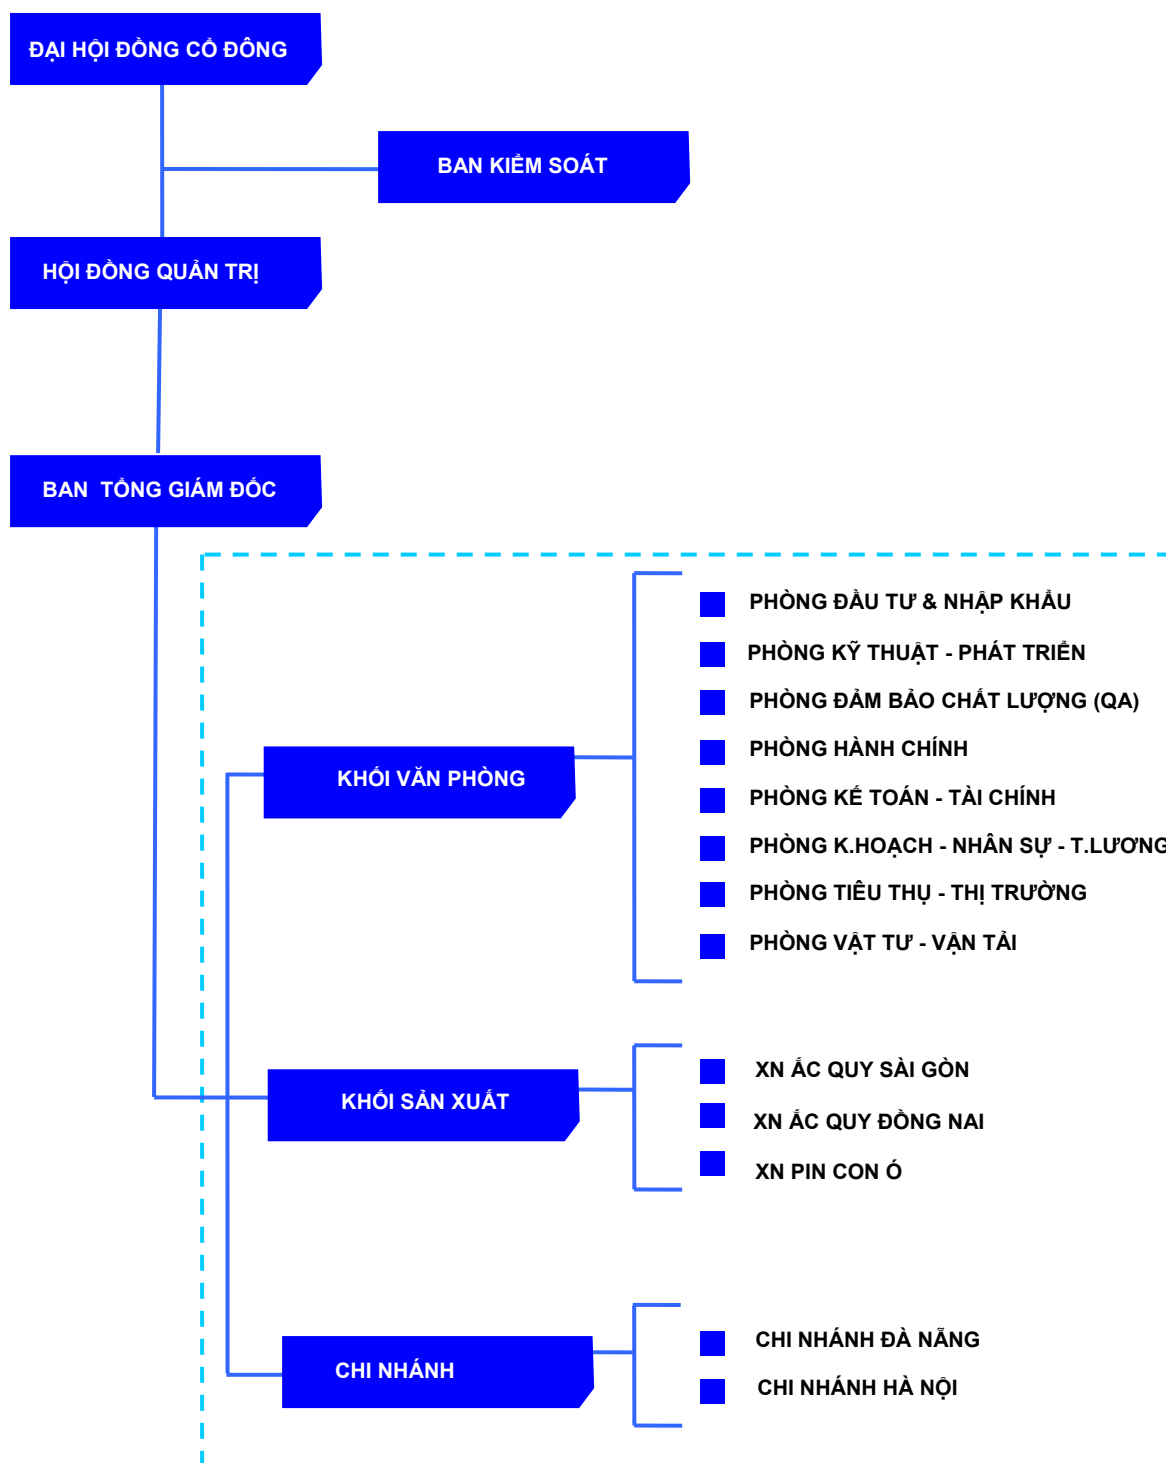 ĐẠI HỘI ĐỒNG CỔ ĐÔNG
BAN KIỂM SOÁT
HỘI ĐỒNG QUẢN TRỊ
BAN TỔNG GIÁM ĐỐC
PHÒNG ĐẦU TƯ & NHẬP KHẨU
PHÒNG KỸ THUẬT - PHÁT TRIỂN
PHÒNG ĐẢM BẢO CHẤT LƯỢNG (QA)
PHÒNG HÀNH CHÍNH
KHỐI VĂN PHÒNG
PHÒNG KẾ TOÁN - TÀI CHÍNH
PHÒNG K.HOẠCH - NHÂN SỰ - T.LƯƠNG
PHÒNG TIÊU THỤ - THỊ TRƯỜNG
PHÒNG VẬT TƯ - VẬN TẢI
XN ẮC QUY SÀI GÒN
KHỐI SẢN XUẤT
XN ẮC QUY ĐỒNG NAI
XN PIN CON Ó
CHI NHÁNH ĐÀ NẴNG
CHI NHÁNH
CHI NHÁNH HÀ NỘI